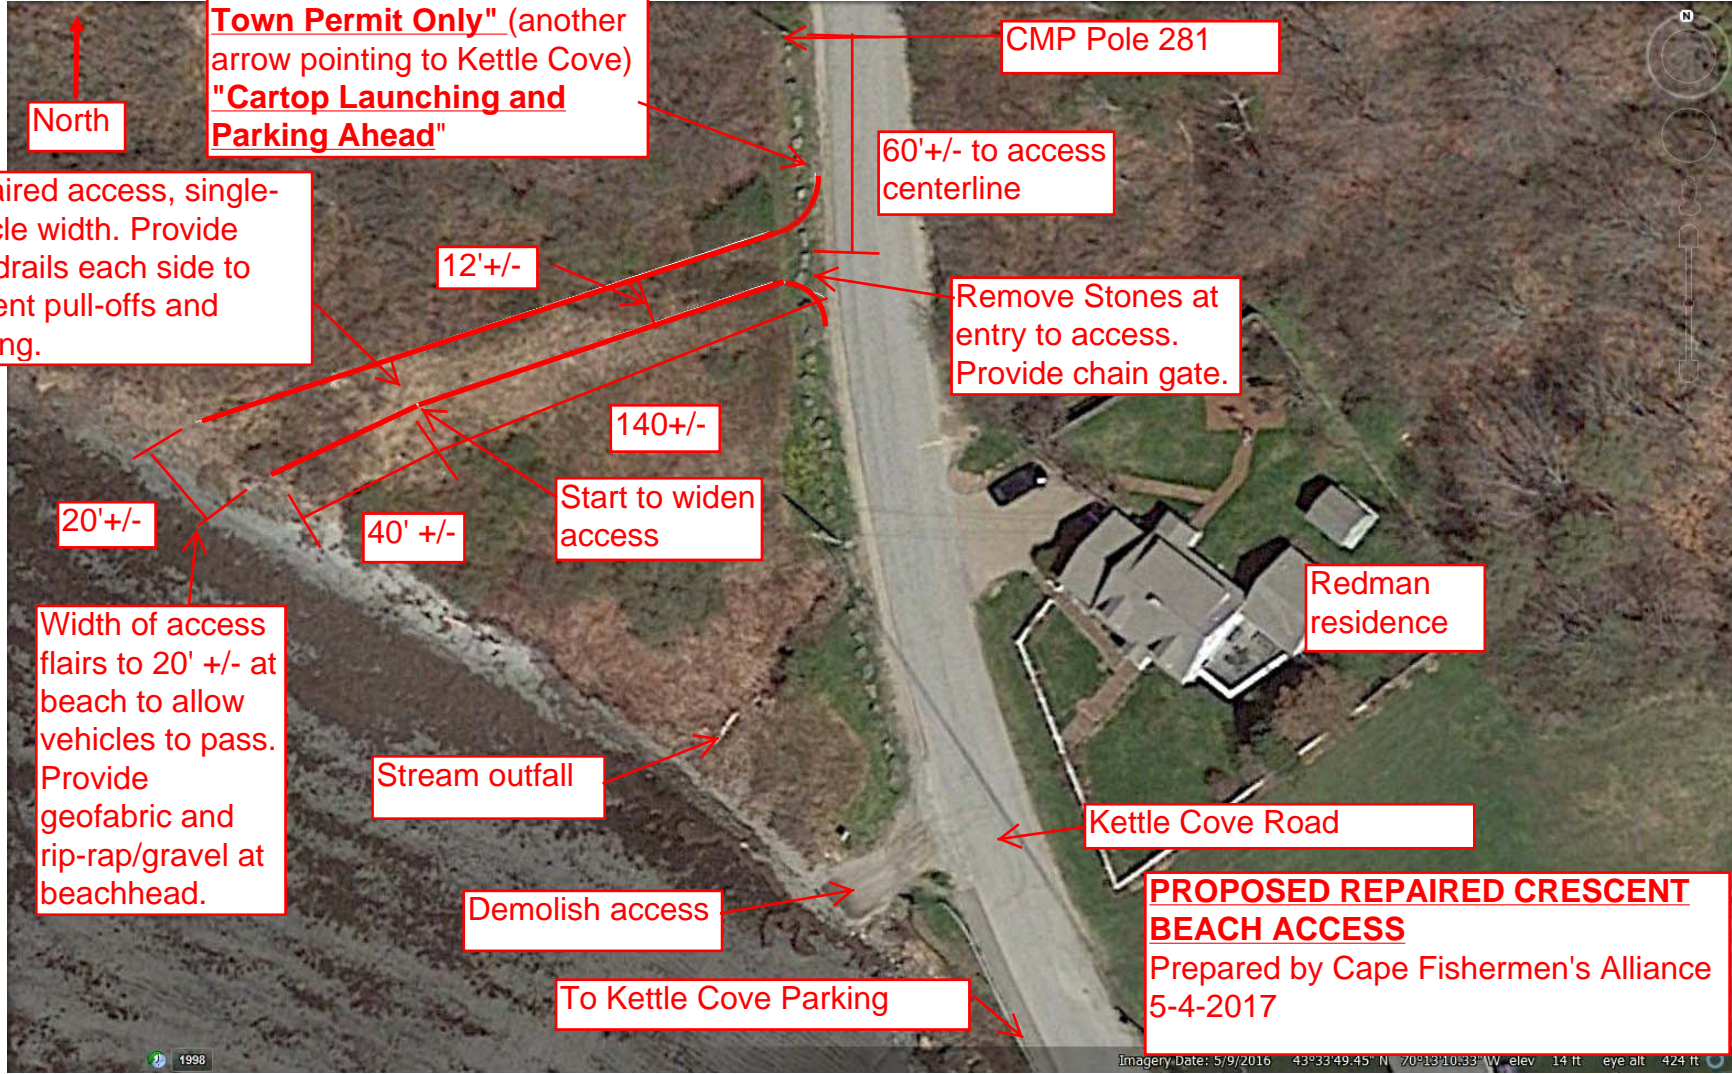 Town Permit Only" (another
arrow pointing to Kettle Cove)
"Cartop Launching and
Parking Ahead"
CMP Pole 281
N
North
60'+/- to access
centerline
aired access, single-
cle width. Provide
drails each side to
ent pull-offs and
ng.
12'+/-
Remove Stones at
entry to access.
Provide chain gate.
140+/-
Start to widen
access
20'+/-
40' +/-
Redman
residence
Width of access
flairs to 20' +/- at
beach to allow
vehicles to pass.
Provide
geofabric and
rip-rap/gravel at
beachhead.
Stream outfall
Kettle Cove Road
Demolish access
To Kettle Cove Parking
PROPOSED REPAIRED CRESCENT
BEACH ACCESS
Prepared by Cape Fishermen's Alliance
5-4-2017
1998
Imagery Date: 5/9/2016 43°33'49.45" N 70°13'10.33" W elev 14 ft eye alt 424 ft